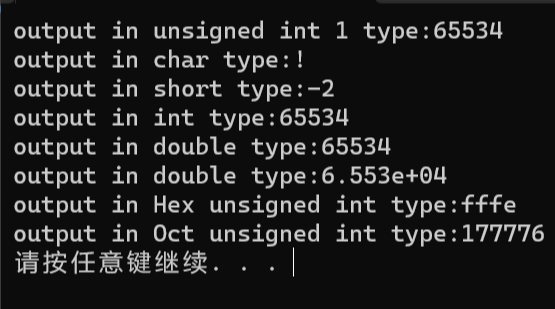 output in unsigned int 1 type:65534
output in char type:!
output in short type:-2
output in int type:65534
output in double type:65534
output in double type:6.553e+04
output in Hex unsigned int type:fffe
output in Oct unsigned int type:177776
请按任意键继续. . .